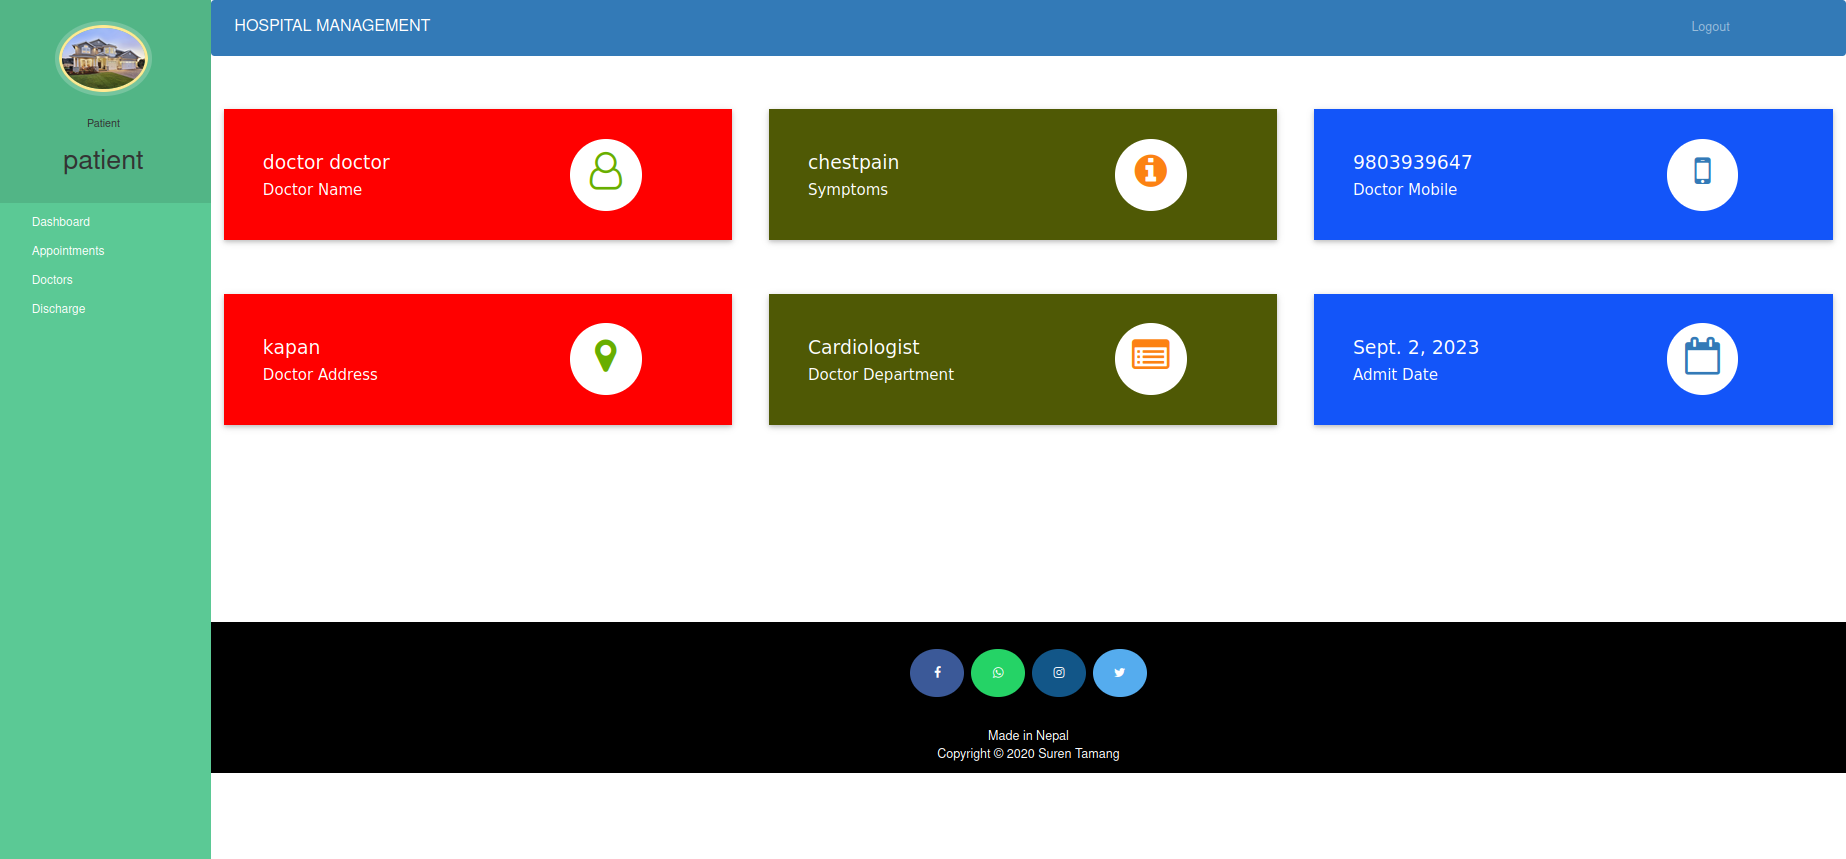 HOSPITAL MANAGEMENT
Logout
Patient
patient
Dashboard
Appointments
Doctors
Discharge
doctor doctor
Doctor Name
chestpain
Symptoms
9803939647
Doctor Mobile
kapan
Doctor Address
Cardiologist
Doctor Department
Sept. 2, 2023
Admit Date
Made in Nepal
Copyright © 2020 Suren Tamang